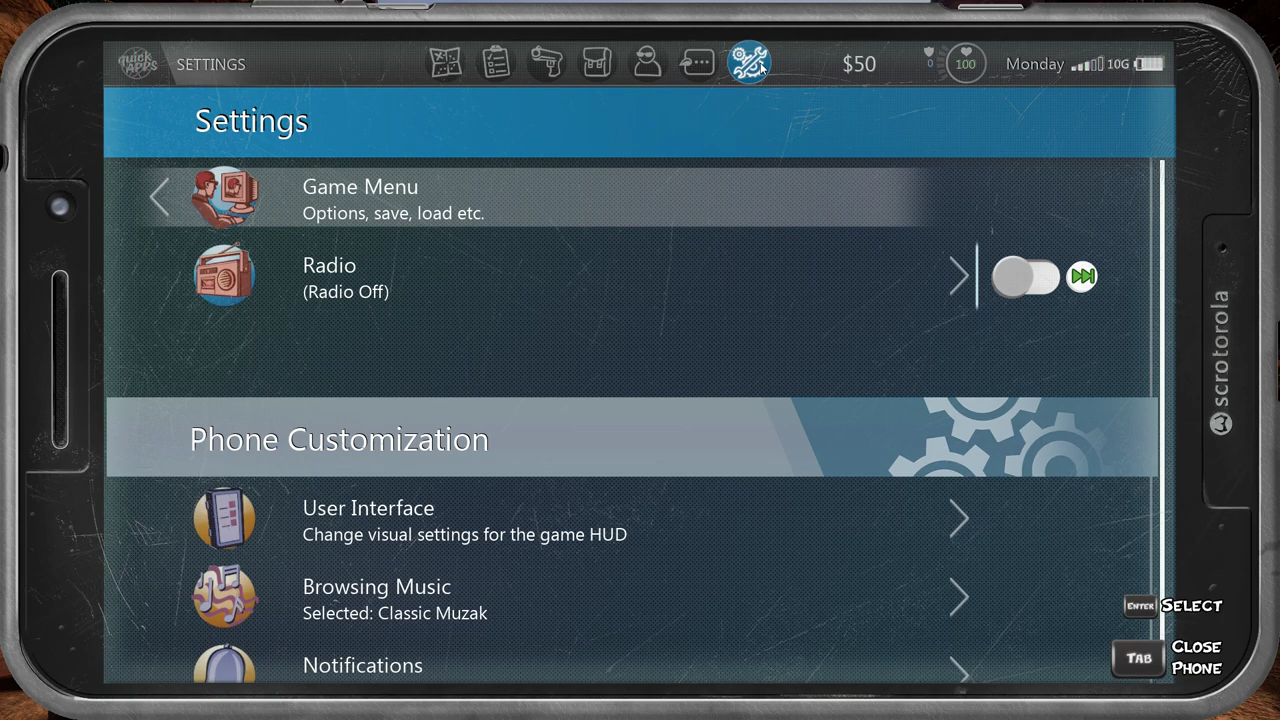 QUICK APPS
SETTINGS
$50
0
100
Monday
10G
Settings
Game Menu
Options, save, load etc.
Radio
(Radio Off)
scrotorola
Phone Customization
User Interface
Change visual settings for the game HUD
Browsing Music
Selected: Classic Muzak
Notifications
ENTER SELECT
TAB CLOSE
PHONE